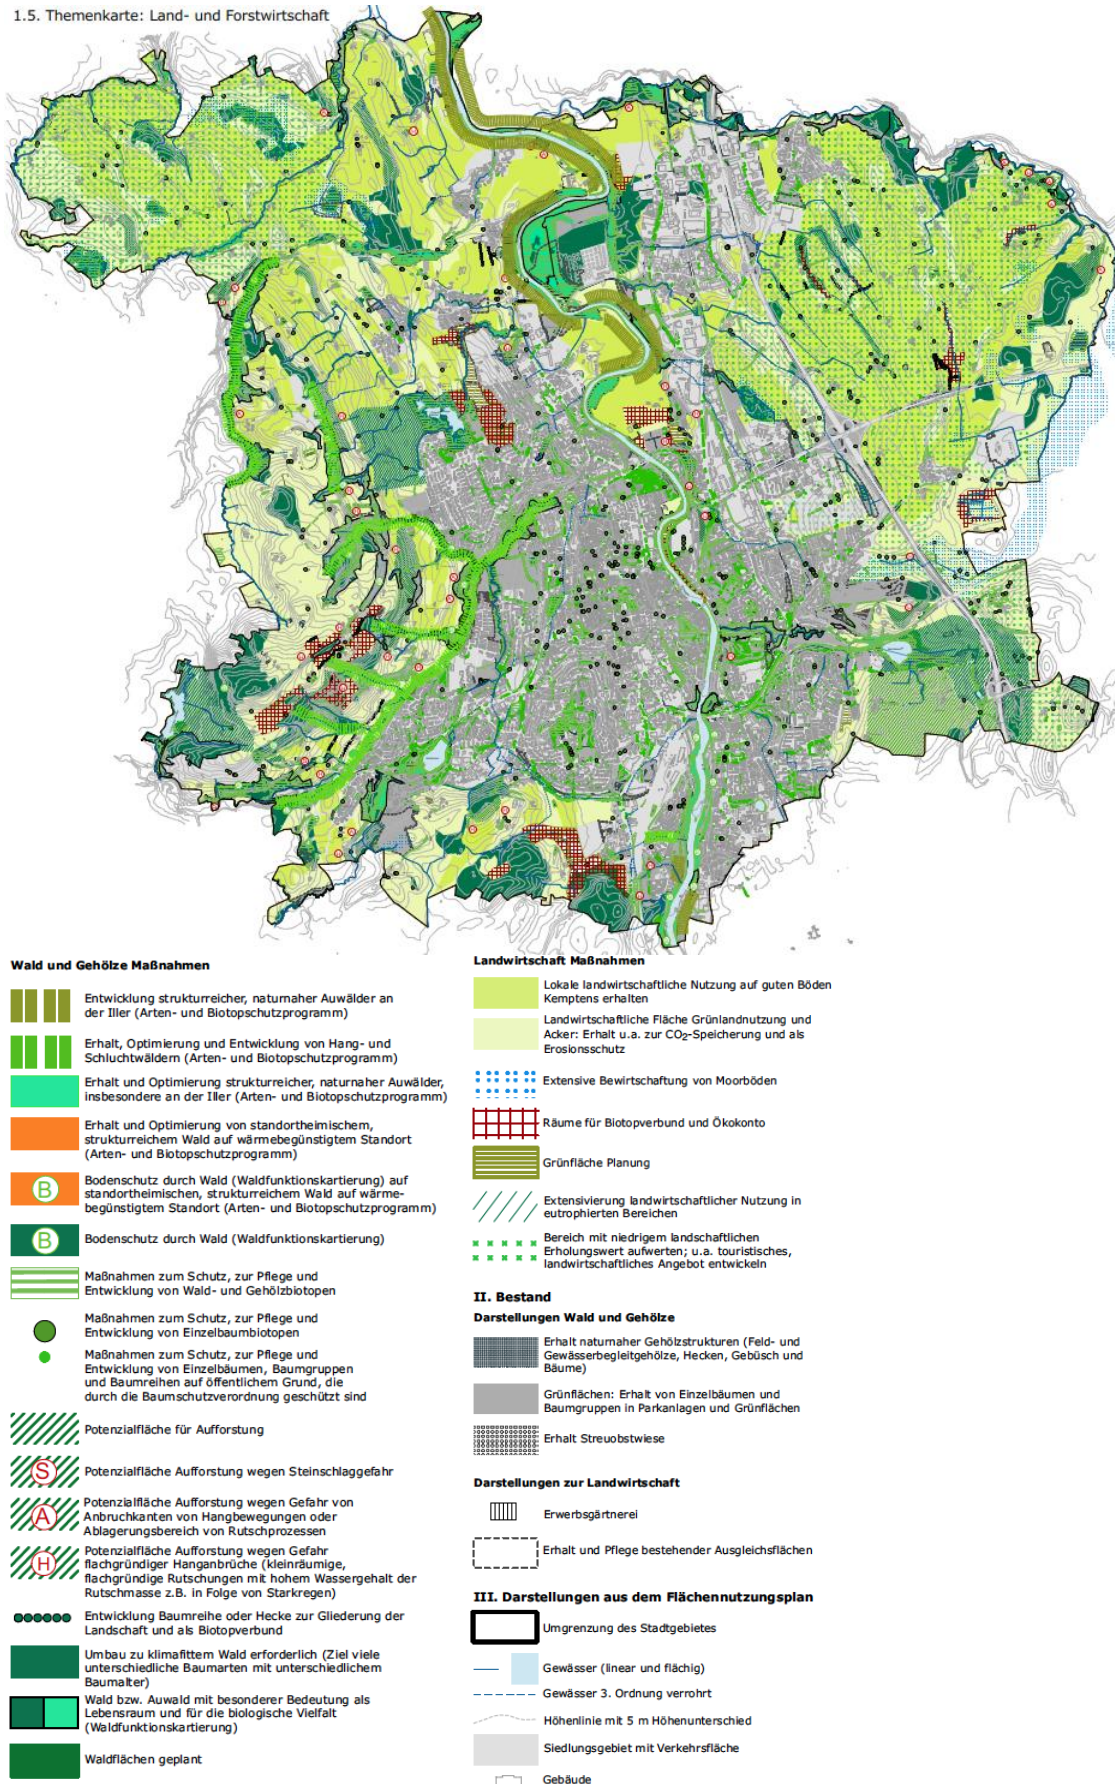 1.5. Themenkarte: Land- und Forstwirtschaft
Wald und Gehölze Maßnahmen
Entwicklung strukturreicher, naturnaher Auwälder an
der Iller (Arten- und Biotopschutzprogramm)
Erhalt, Optimierung und Entwicklung von Hang- und
Schluchtwäldern (Arten- und Biotopschutzprogramm)
Erhalt und Optimierung strukturreicher, naturnaher Auwälder,
insbesondere an der Iller (Arten- und Biotopschutzprogramm)
Erhalt und Optimierung von standortheimischem,
strukturreichem Wald auf wärmebegünstigtem Standort
(Arten- und Biotopschutzprogramm)
B
Bodenschutz durch Wald (Waldfunktionskartierung) auf
standortheimischen, strukturreichem Wald auf wärme-
begünstigtem Standort (Arten- und Biotopschutzprogramm)
B
Bodenschutz durch Wald (Waldfunktionskartierung)
Maßnahmen zum Schutz, zur Pflege und
Entwicklung von Wald- und Gehölzbiotopen
Maßnahmen zum Schutz, zur Pflege und
Entwicklung von Einzelbaumbiotopen
Maßnahmen zum Schutz, zur Pflege und
Entwicklung von Einzelbäumen, Baumgruppen
und Baumreihen auf öffentlichem Grund, die
durch die Baumschutzverordnung geschützt sind
Potenzialfläche für Aufforstung
S
Potenzialfläche Aufforstung wegen Steinschlaggefahr
A
Potenzialfläche Aufforstung wegen Gefahr von
Anbruchkanten von Hangbewegungen oder
Ablagerungsbereich von Rutschprozessen
H
Potenzialfläche Aufforstung wegen Gefahr
flachgründiger Hanganbrüche (kleinräumige,
flachgründige Rutschungen mit hohem Wassergehalt der
Rutschmasse z.B. in Folge von Starkregen)
Entwicklung Baumreihe oder Hecke zur Gliederung der
Landschaft und als Biotopverbund
Umbau zu klimafittem Wald erforderlich (Ziel viele
unterschiedliche Baumarten mit unterschiedlichem
Baumalter)
Wald bzw. Auwald mit besonderer Bedeutung als
Lebensraum und für die biologische Vielfalt
(Waldfunktionskartierung)
Waldflächen geplant
Landwirtschaft Maßnahmen
Lokale landwirtschaftliche Nutzung auf guten Böden
Kemptens erhalten
Landwirtschaftliche Fläche Grünlandnutzung und
Acker: Erhalt u.a. zur CO₂-Speicherung und als
Erosionsschutz
Extensive Bewirtschaftung von Moorböden
Räume für Biotopverbund und Ökokonto
Grünfläche Planung
Extensivierung landwirtschaftlicher Nutzung in
eutrophierten Bereichen
Bereich mit niedrigem landschaftlichen
Erholungswert aufwerten; u.a. touristisches,
landwirtschaftliches Angebot entwickeln
II. Bestand
Darstellungen Wald und Gehölze
Erhalt naturnaher Gehölzstrukturen (Feld- und
Gewässerbegleitgehölze, Hecken, Gebüsch und
Bäume)
Grünflächen: Erhalt von Einzelbäumen und
Baumgruppen in Parkanlagen und Grünflächen
Erhalt Streuobstwiese
Darstellungen zur Landwirtschaft
Erwerbsgärtnerei
Erhalt und Pflege bestehender Ausgleichsflächen
III. Darstellungen aus dem Flächennutzungsplan
Umgrenzung des Stadtgebietes
Gewässer (linear und flächig)
Gewässer 3. Ordnung verrohrt
Höhenlinie mit 5 m Höhenunterschied
Siedlungsgebiet mit Verkehrsfläche
Gebäude